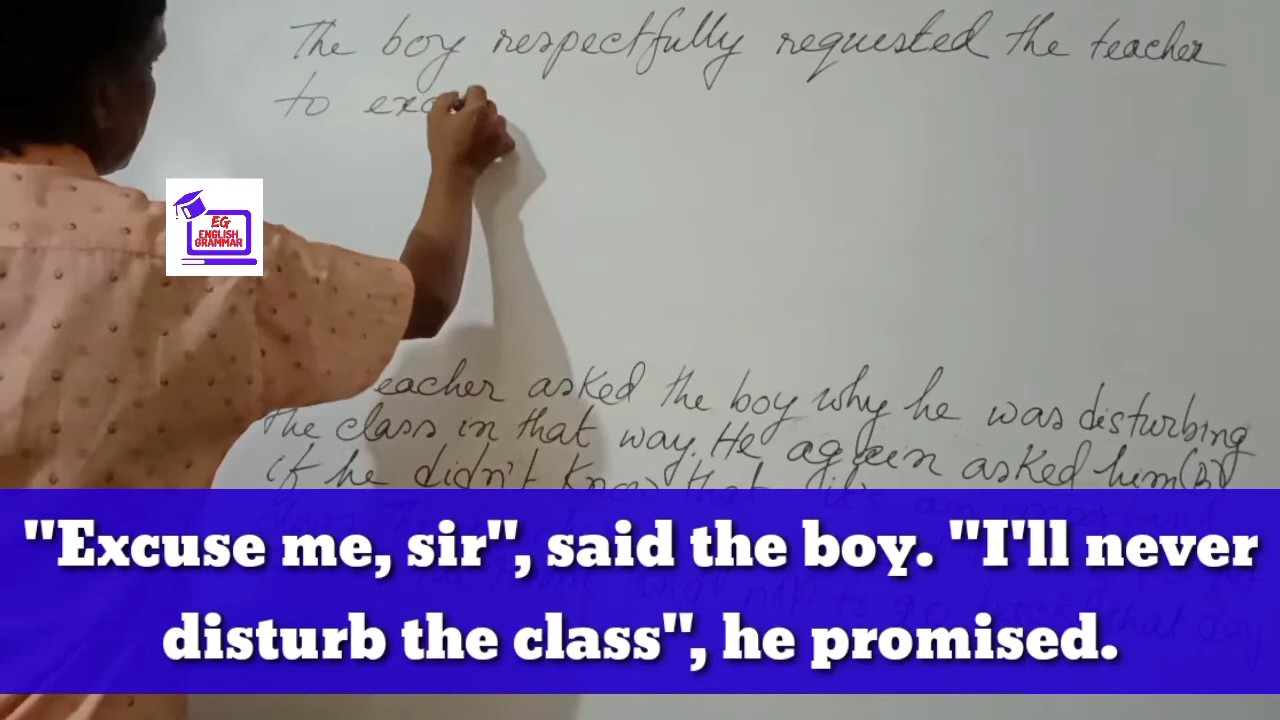 The boy respectfully requested the teacher
to exc
EG
ENGLISH
GRAMMAR
eacher asked the boy why he was disturbing
the class in that way. He again asked him(B)
if he didn't know that
"Excuse me, sir", said the boy. "I'll never
disturb the class", he promised.